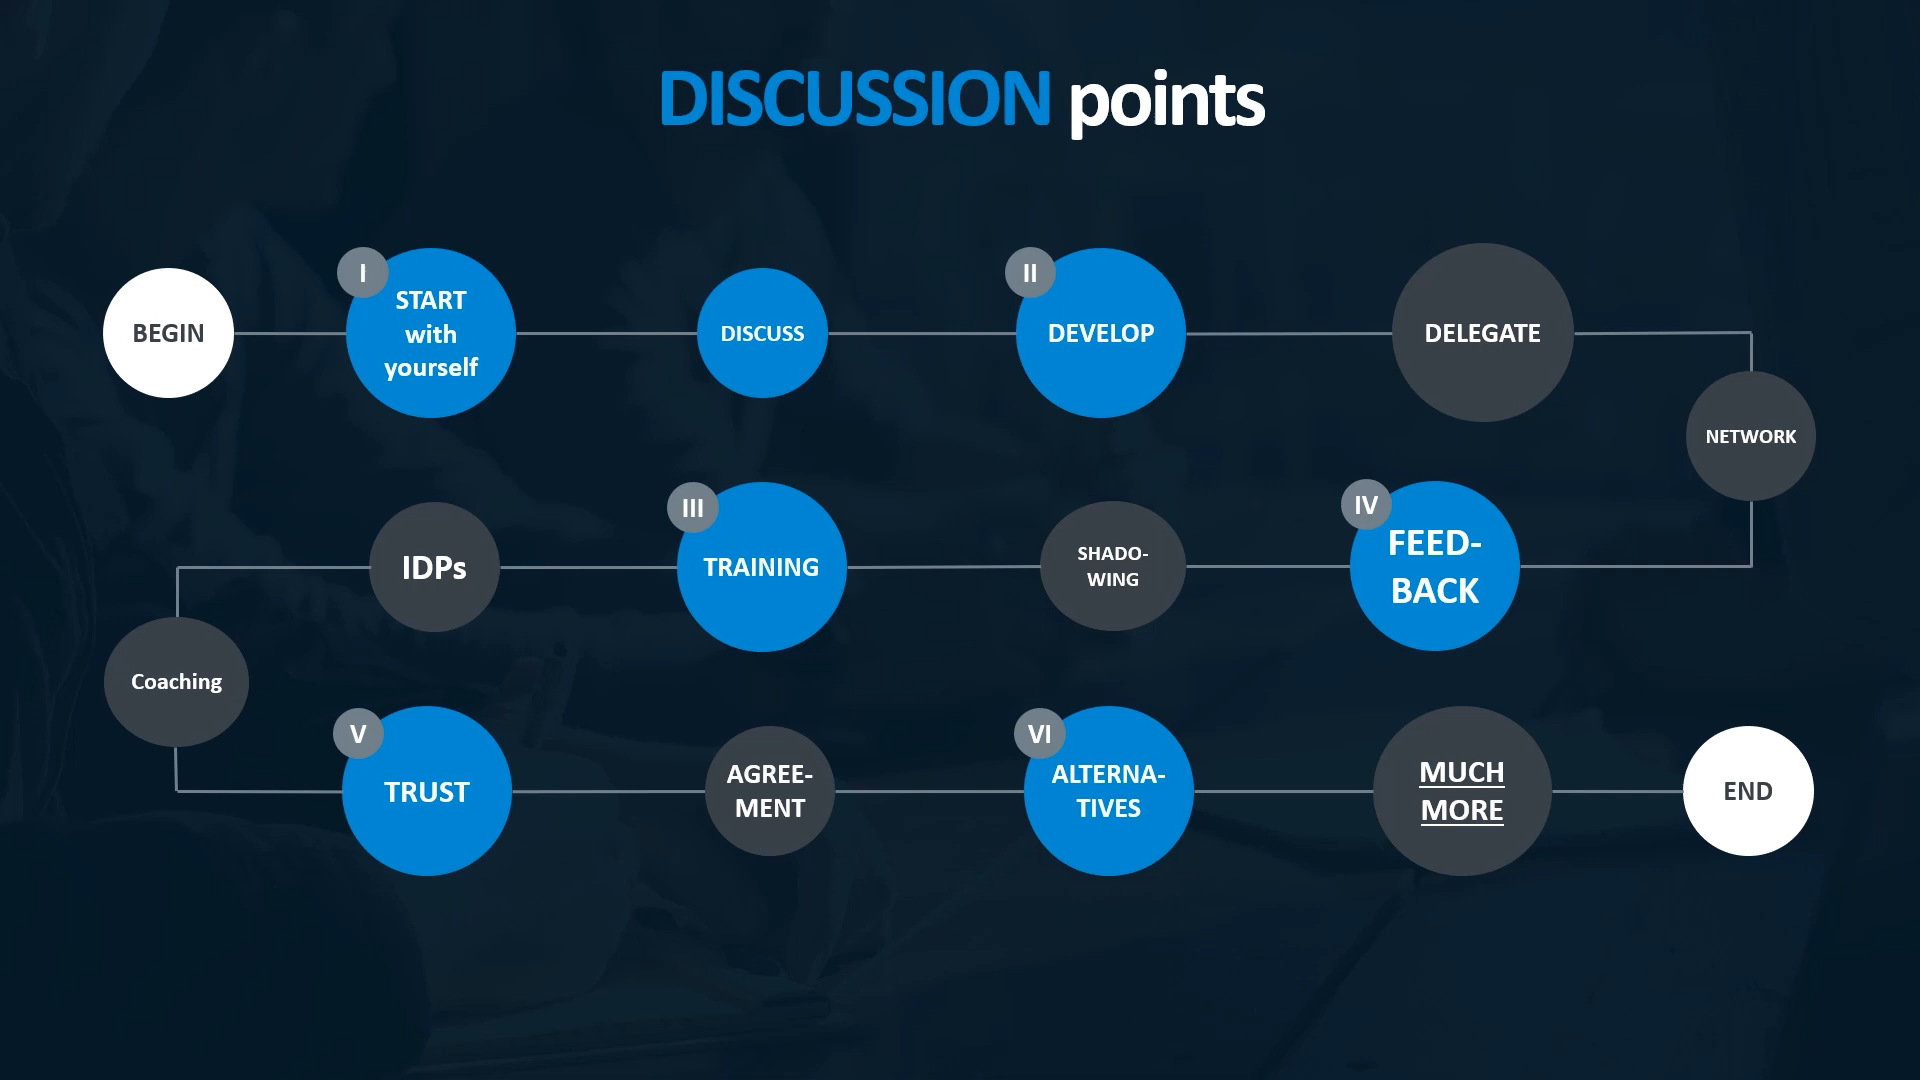 DISCUSSION points
BEGIN
I
START
with
yourself
DISCUSS
II
DEVELOP
DELEGATE
NETWORK
IV
FEED-
BACK
SHADO-
WING
III
TRAINING
IDPs
Coaching
V
TRUST
AGREE-
MENT
VI
ALTERNA-
TIVES
MUCH
MORE
END